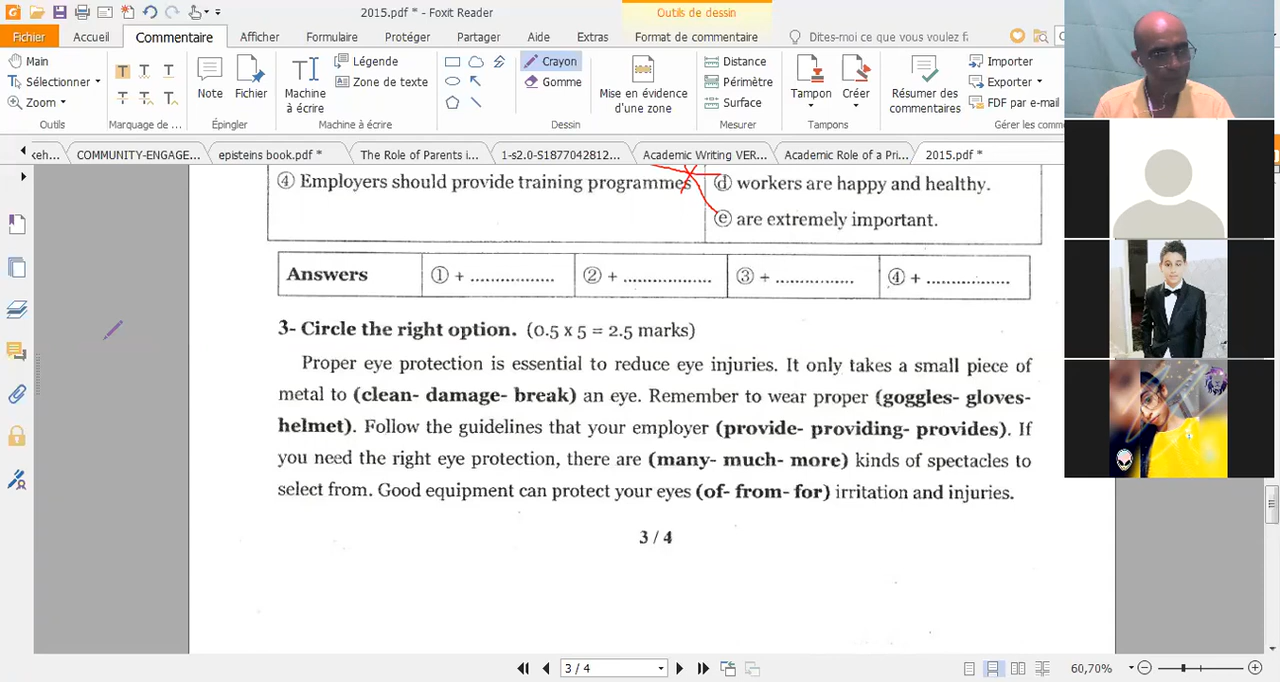 2015.pdf * - Foxit Reader
Outils de dessin
Fichier
Accueil
Commentaire
Afficher
Formulaire
Protéger
Partager
Aide
Extras
Format de commentaire
Dites-moi ce que vous voulez f
Main
Sélectionner
Zoom
Outils
Marquage de ...
Note
Fichier
Épingler
Machine à écrire
Légende
Zone de texte
Machine à écrire
Crayon
Gomme
Dessin
Mise en évidence d'une zone
Distance
Périmètre
Surface
Mesurer
Tampon
Créer
Tampons
Résumer des commentaires
Importer
Exporter
FDF par e-mail
Gérer les comm
keh...
COMMUNITY-ENGAGE...
episteins book.pdf *
The Role of Parents i...
1-s2.0-S1877042812...
Academic Writing VER...
Academic Role of a Pri...
2015.pdf *
④ Employers should provide training programmes
ⓓ workers are happy and healthy.
ⓔ are extremely important.
Answers ① + .............. ② + ............... ③ + ............. ④ + ..............
3- Circle the right option. (0.5 x 5 = 2.5 marks)
Proper eye protection is essential to reduce eye injuries. It only takes a small piece of
metal to (clean- damage- break) an eye. Remember to wear proper (goggles- gloves-
helmet). Follow the guidelines that your employer (provide- providing- provides). If
you need the right eye protection, there are (many- much- more) kinds of spectacles to
select from. Good equipment can protect your eyes (of- from- for) irritation and injuries.
3 / 4
3 / 4
60,70%